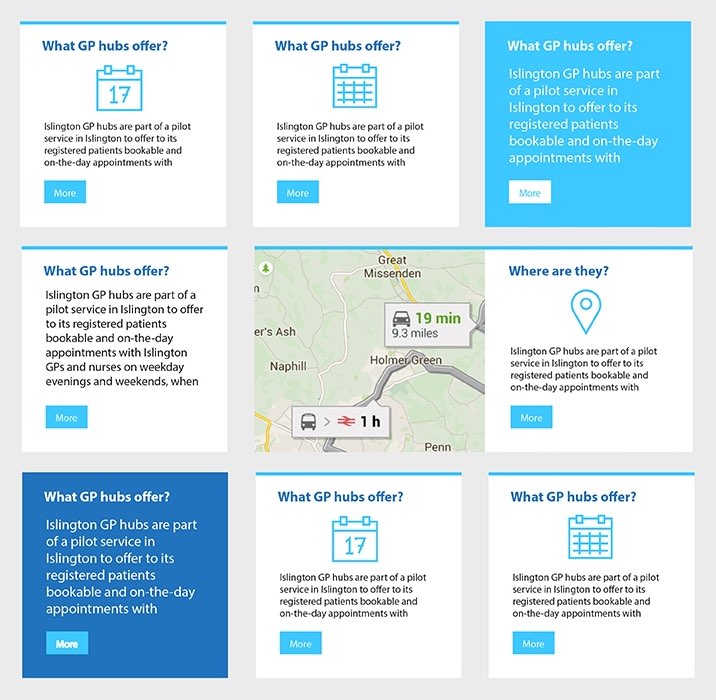 What GP hubs offer?
17
Islington GP hubs are part of a pilot
service in Islington to offer to its
registered patients bookable and
on-the-day appointments with
More
What GP hubs offer?
Islington GP hubs are part of a pilot
service in Islington to offer to its
registered patients bookable and
on-the-day appointments with
More
What GP hubs offer?
Islington GP hubs are part
of a pilot service in
Islington to offer to its
registered patients
bookable and on-the-day
appointments with
More
What GP hubs offer?
Islington GP hubs are part of a
pilot service in Islington to offer
to its registered patients
bookable and on-the-day
appointments with Islington
GPs and nurses on weekday
evenings and weekends, when
More
Great
Missenden
19 min
9.3 miles
er's Ash
Naphill
Holmer Green
> 1 h
Penn
Where are they?
Islington GP hubs are part of a pilot
service in Islington to offer to its
registered patients bookable and
on-the-day appointments with
More
What GP hubs offer?
Islington GP hubs are part
of a pilot service in
Islington to offer to its
registered patients
bookable and on-the-day
appointments with
More
What GP hubs offer?
17
Islington GP hubs are part of a pilot
service in Islington to offer to its
registered patients bookable and
on-the-day appointments with
More
What GP hubs offer?
Islington GP hubs are part of a pilot
service in Islington to offer to its
registered patients bookable and
on-the-day appointments with
More